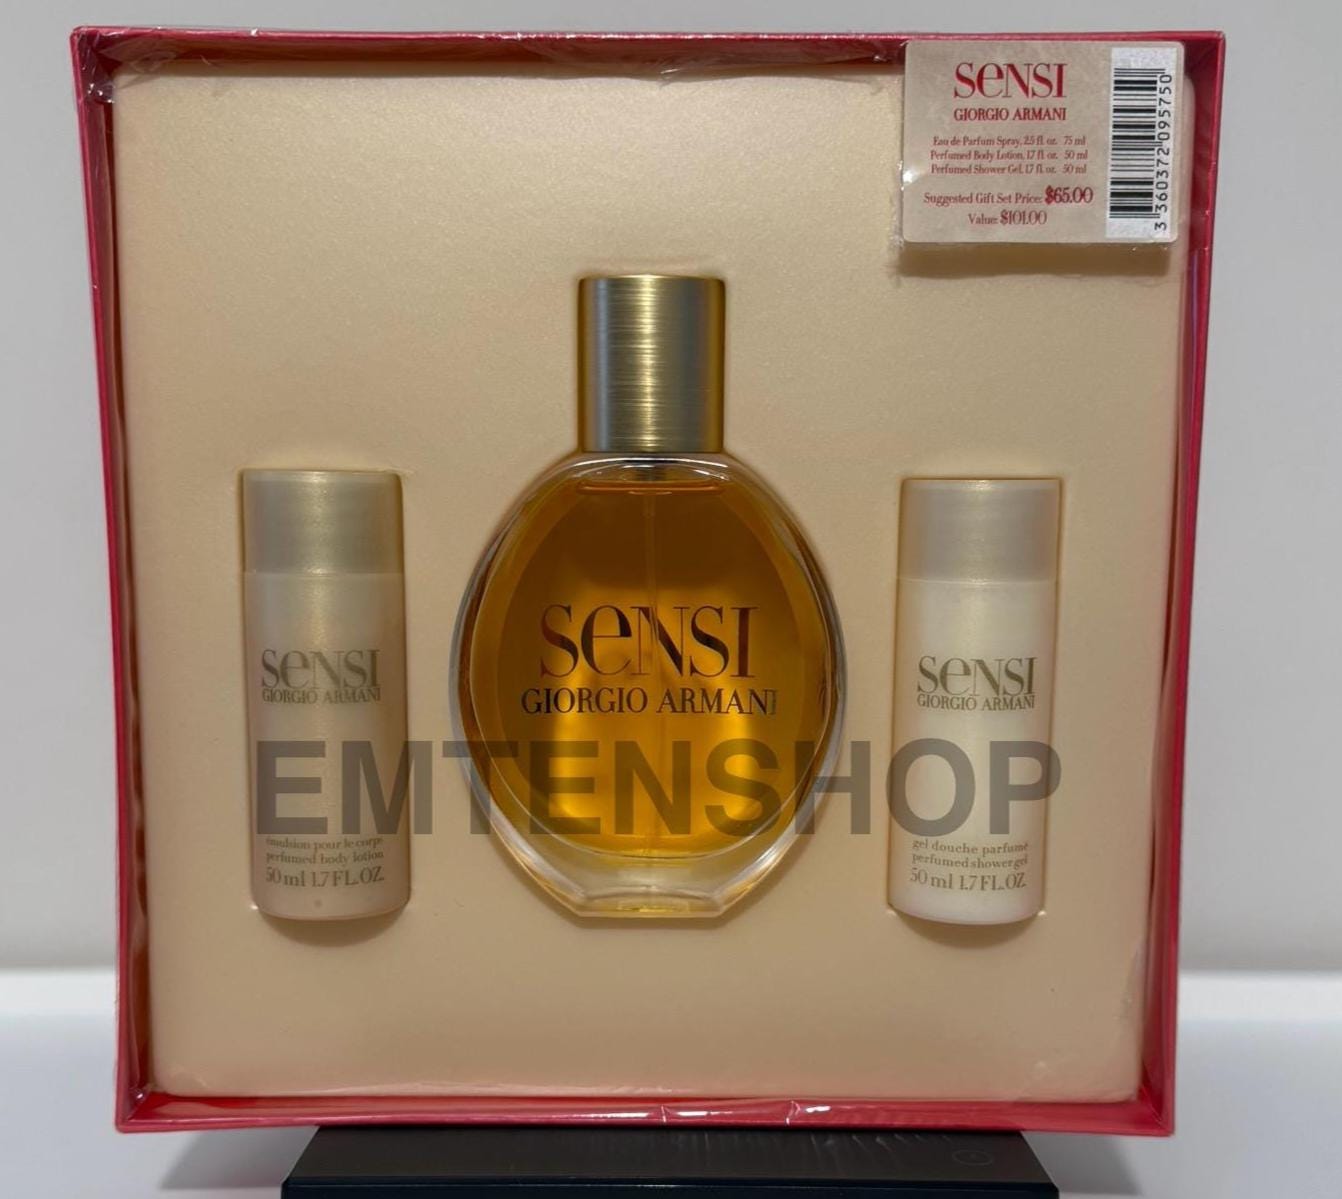 SeNSI
GIORGIO ARMANI
Eau de Parfum Spray, 2.5 fl. oz. 75 ml
Perfumed Body Lotion, 1.7 fl. oz. 50 ml
Perfumed Shower Gel, 1.7 fl. oz. 50 ml
Suggested Gift Set Price: $65.00
Value: $101.00
3 360372 095750
SeNSI
GIORGIO ARMANI
SeNSI
GIORGIO ARMANI
SeNSI
GIORGIO ARMANI
EMTENSHOP
émulsion pour le corps
perfumed body lotion
50 ml 1.7 FL.OZ.
gel douche parfumé
perfumed shower gel
50 ml 1.7 FL.OZ.